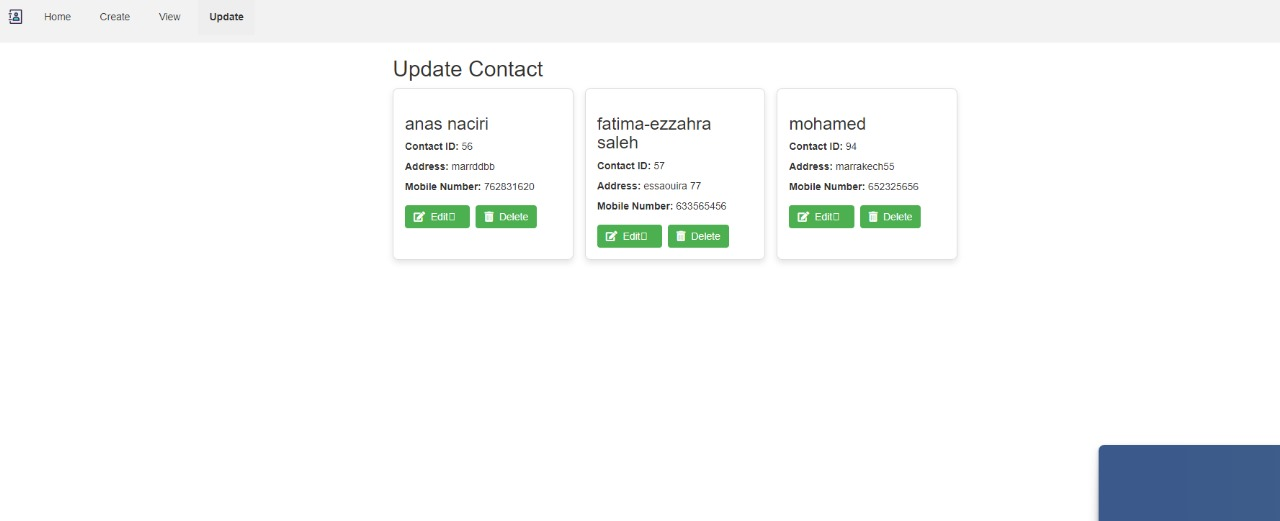 Home Create View Update
Update Contact
anas naciri
Contact ID: 56
Address: marrddbb
Mobile Number: 762831620
Edit Delete
fatima-ezzahra
saleh
Contact ID: 57
Address: essaouira 77
Mobile Number: 633565456
Edit Delete
mohamed
Contact ID: 94
Address: marrakech55
Mobile Number: 652325656
Edit Delete